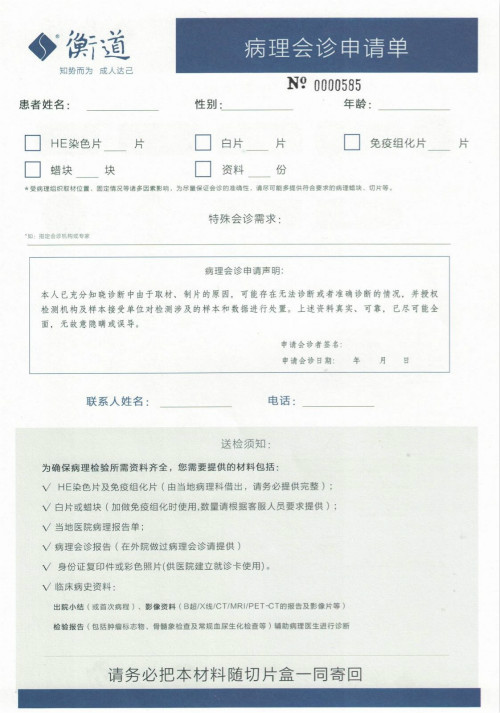 衡道
知势而为 成人达己
病理会诊申请单
Nº 0000585
患者姓名： 性别： 年龄：
HE染色片 片 白片 片 免疫组化片 片
蜡块 块 资料 份
*受病理组织取材位置、固定情况等诸多因素影响，为尽量保证会诊的准确性，请尽可能多提供符合要求的病理蜡块、切片等。
特殊会诊需求：
*如：指定会诊机构或专家
病理会诊申请声明：
本人已充分知晓诊断中由于取材、制片的原因，可能存在无法诊断或者准确诊断的情况，并授权
检测机构及样本接受单位对检测涉及的样本和数据进行处置。上述资料真实、可靠，已尽可能全
面，无故意隐瞒或误导。
申请会诊者签名：
申请会诊日期： 年 月 日
联系人姓名： 电话：
送检须知：
为确保病理检验所需资料齐全，您需要提供的材料包括：
√ HE染色片及免疫组化片（由当地病理科借出，请务必提供完整）；
√ 白片或蜡块（加做免疫组化时使用,数量请根据客服人员要求提供）；
√ 当地医院病理报告单；
√ 病理会诊报告（在外院做过病理会诊请提供）
√ 身份证复印件或彩色照片(供医院建立就诊卡使用)。
√ 临床病史资料：
出院小结（或首次病程）、影像资料（B超/X线/CT/MRI/PET-CT的报告及影像片等）
检验报告（包括肿瘤标志物、骨髓象检查及常规血尿生化检查等）辅助病理医生进行诊断
请务必把本材料随切片盒一同寄回